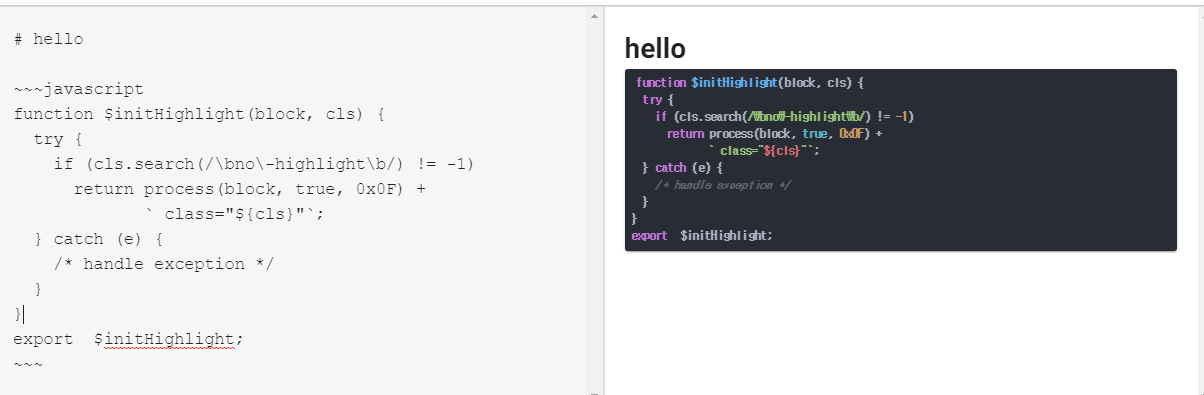 # hello
~~~javascript
function $initHighlight(block, cls) {
  try {
    if (cls.search(/\bno\-highlight\b/) != -1)
      return process(block, true, 0x0F) +
             ` class="${cls}"`;
  } catch (e) {
    /* handle exception */
  }
}
export  $initHighlight;
~~~
hello
function $initHighlight(block, cls) {
  try {
    if (cls.search(/₩bno₩-highlight₩b/) != -1)
      return process(block, true, 0x0F) +
             ` class="${cls}"`;
  } catch (e) {
    /* handle exception */
  }
}
export  $initHighlight;